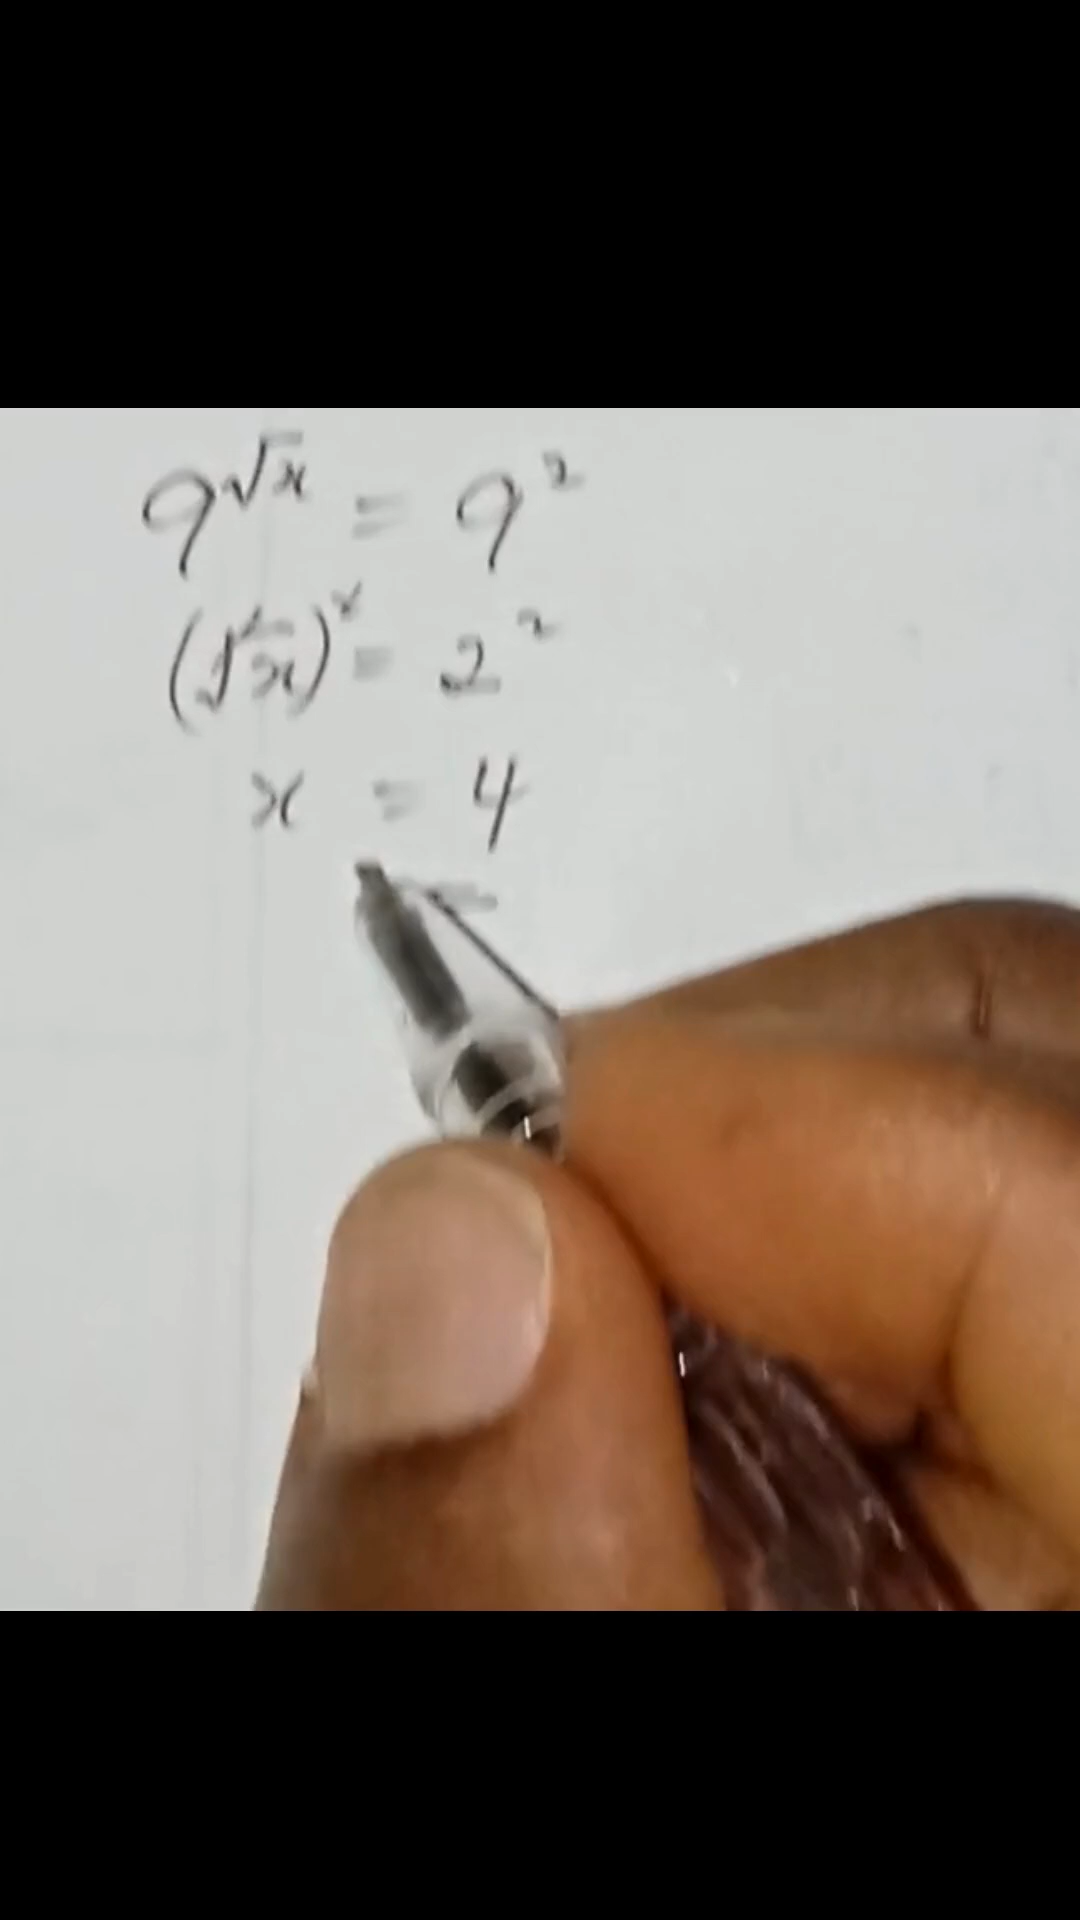 9^√x = 9^2
(√x)^2 = 2^2
x = 4